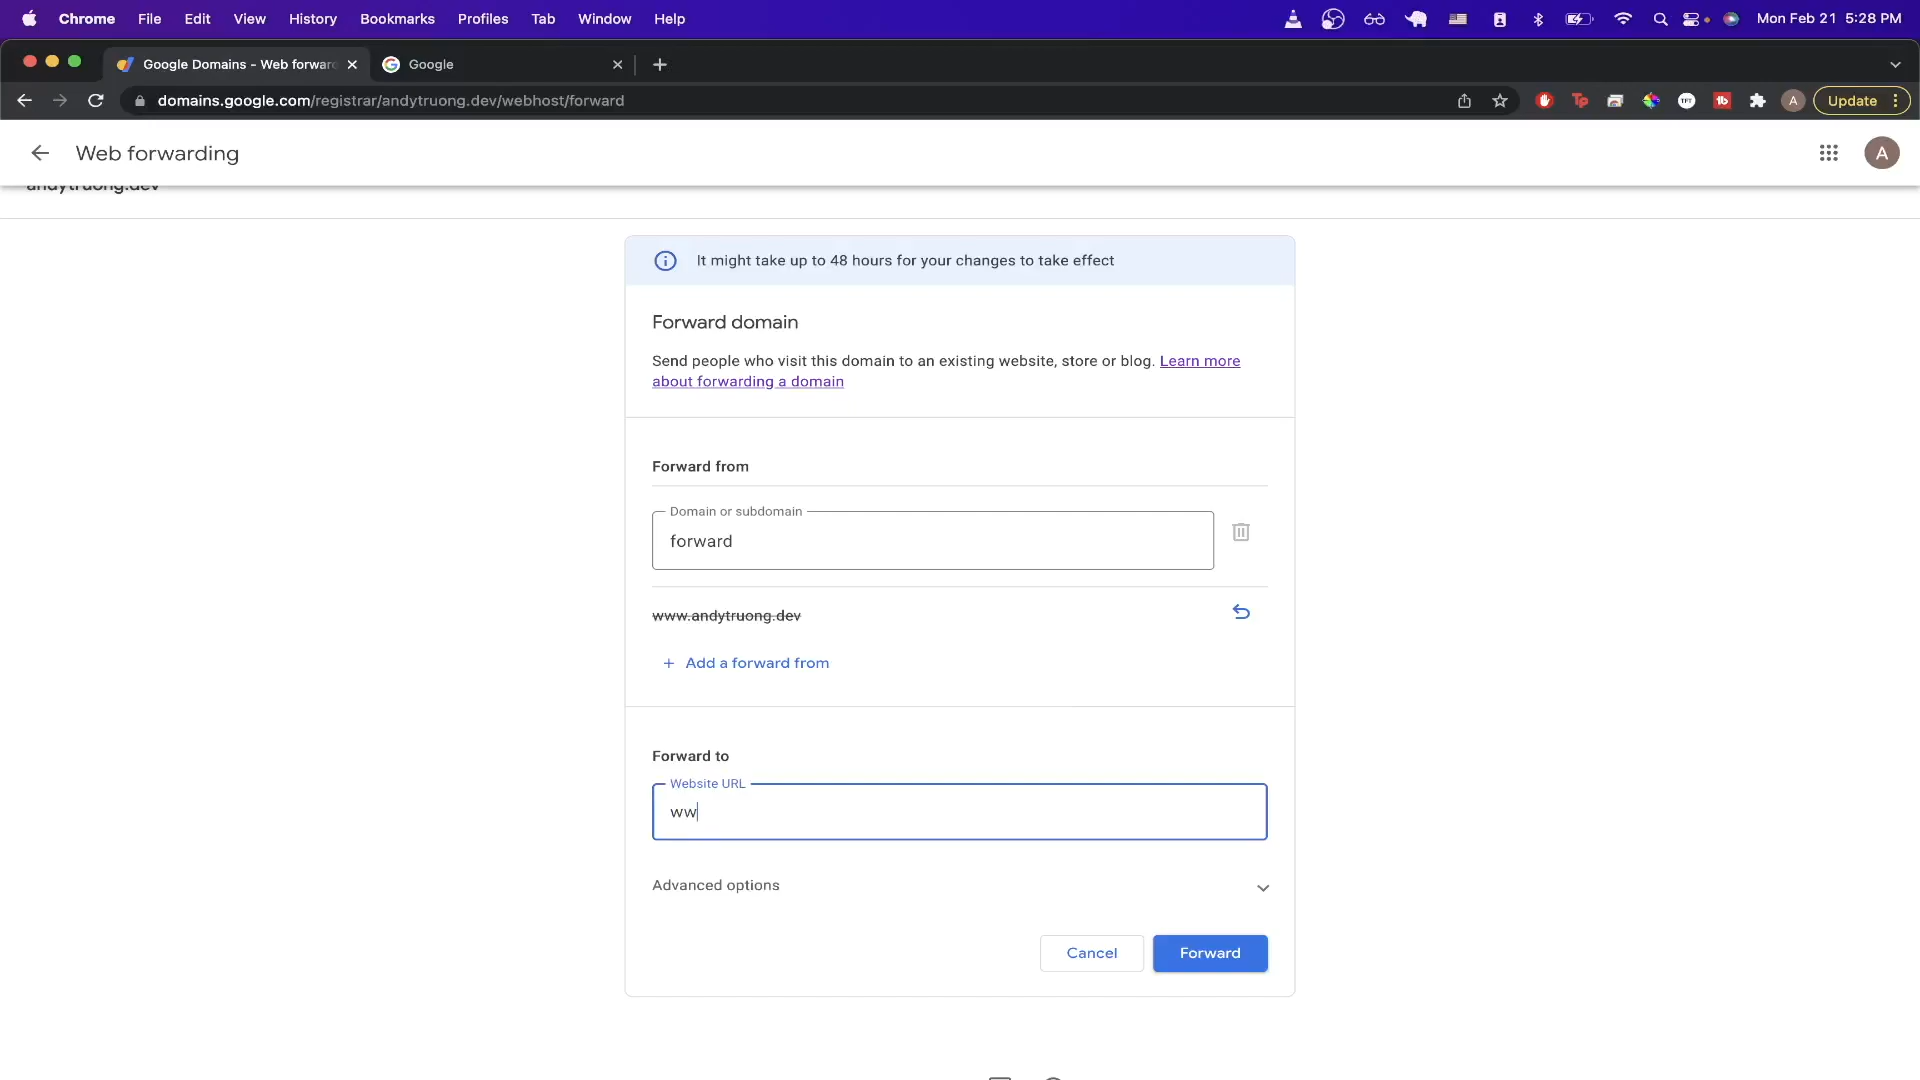 Chrome File Edit View History Bookmarks Profiles Tab Window Help Mon Feb 21 5:28 PM
Google Domains - Web forward Google
domains.google.com/registrar/andytruong.dev/webhost/forward Update
Web forwarding A
andytruong.dev
It might take up to 48 hours for your changes to take effect
Forward domain
Send people who visit this domain to an existing website, store or blog. Learn more
about forwarding a domain
Forward from
Domain or subdomain
forward
www.andytruong.dev
+ Add a forward from
Forward to
Website URL
ww
Advanced options
Cancel Forward